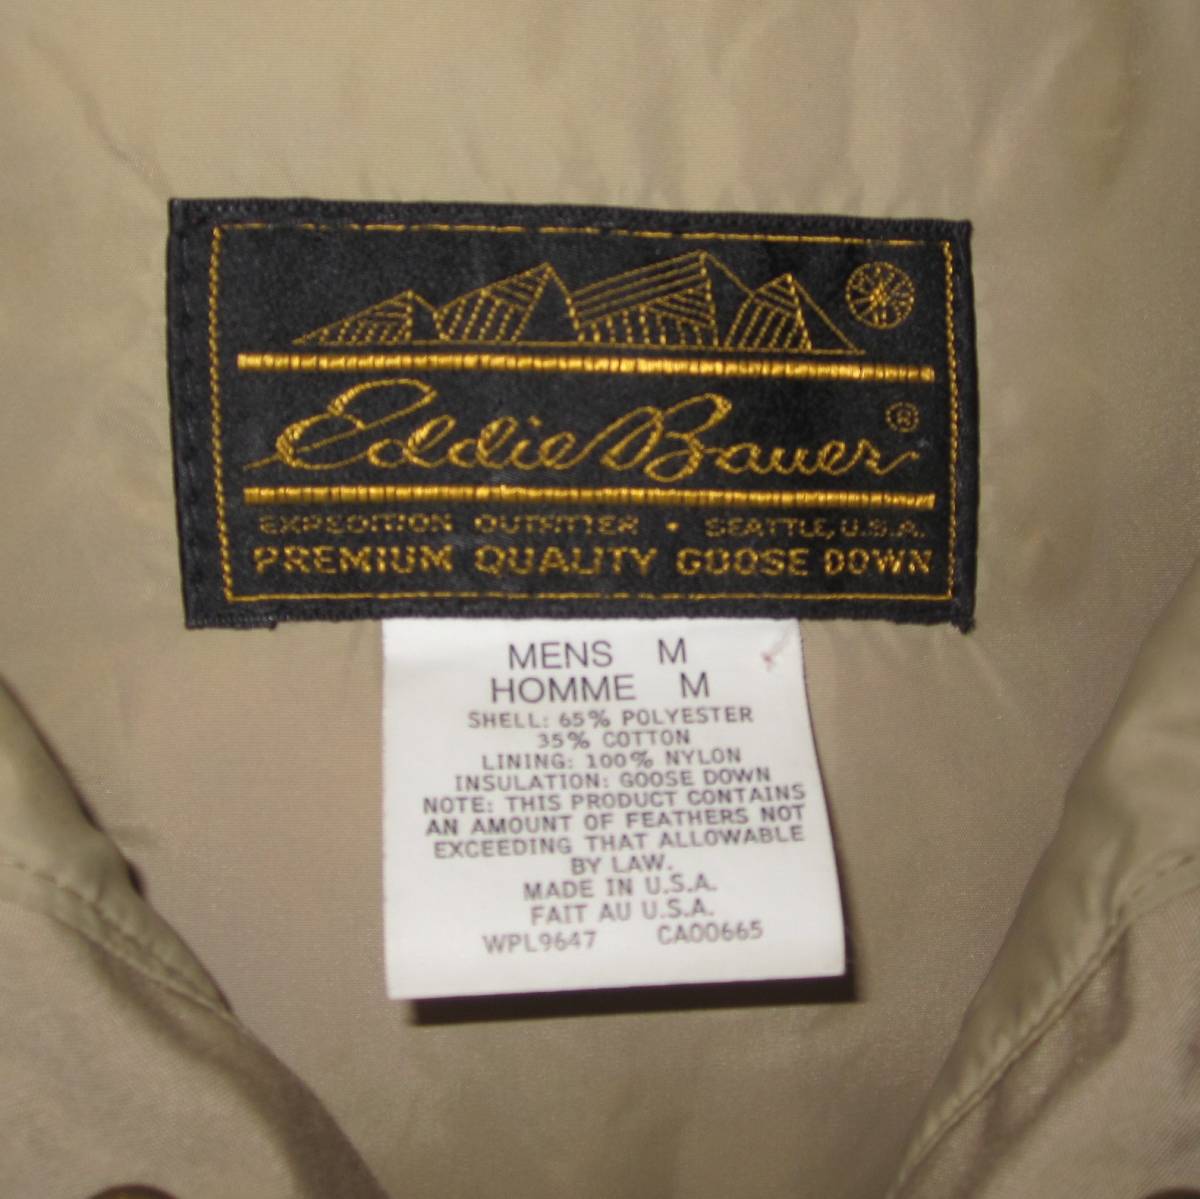 Eddie Bauer ®
EXPEDITION OUTFITTER • SEATTLE, U.S.A.
PREMIUM QUALITY GOOSE DOWN
MENS M
HOMME M
SHELL: 65% POLYESTER
35% COTTON
LINING: 100% NYLON
INSULATION: GOOSE DOWN
NOTE: THIS PRODUCT CONTAINS
AN AMOUNT OF FEATHERS NOT
EXCEEDING THAT ALLOWABLE
BY LAW.
MADE IN U.S.A.
FAIT AU U.S.A.
WPL9647 CA00665